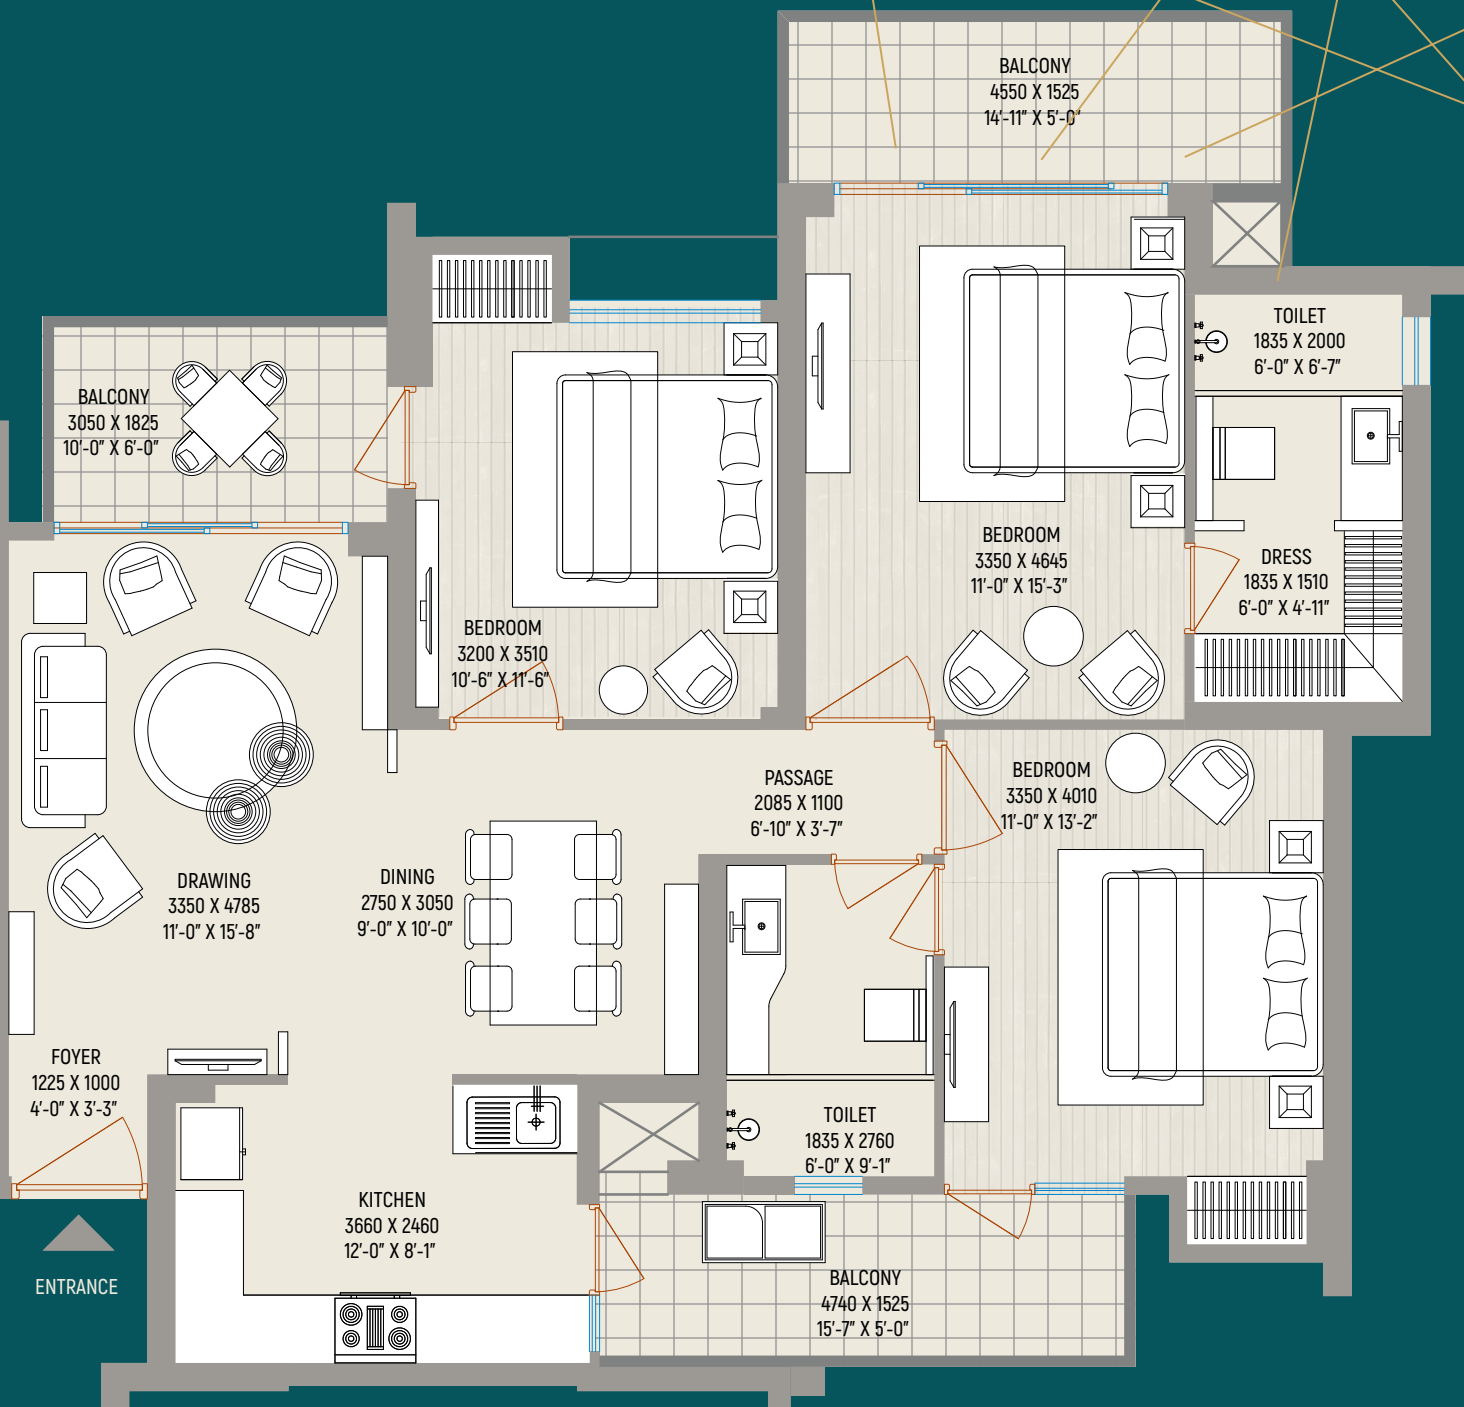 BALCONY
4550 X 1525
14'-11" X 5'-0"
TOILET
1835 X 2000
6'-0" X 6'-7"
BALCONY
3050 X 1825
10'-0" X 6'-0"
BEDROOM
3350 X 4645
11'-0" X 15'-3"
DRESS
1835 X 1510
6'-0" X 4'-11"
BEDROOM
3200 X 3510
10'-6" X 11'-6"
PASSAGE
2085 X 1100
6'-10" X 3'-7"
BEDROOM
3350 X 4010
11'-0" X 13'-2"
DRAWING
3350 X 4785
11'-0" X 15'-8"
DINING
2750 X 3050
9'-0" X 10'-0"
FOYER
1225 X 1000
4'-0" X 3'-3"
TOILET
1835 X 2760
6'-0" X 9'-1"
KITCHEN
3660 X 2460
12'-0" X 8'-1"
ENTRANCE
BALCONY
4740 X 1525
15'-7" X 5'-0"